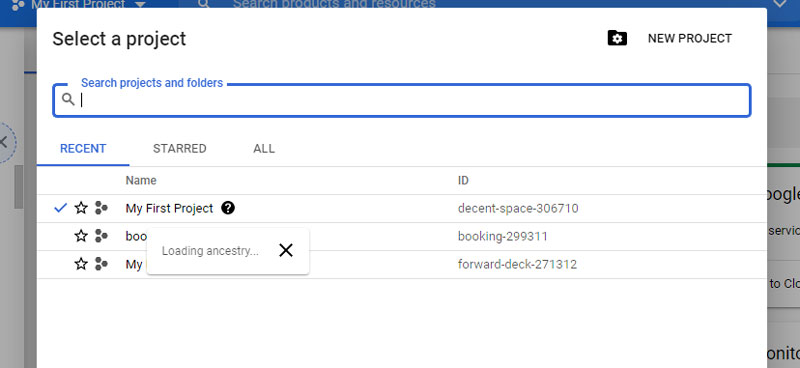 My First Project
Search products and resources
Select a project
NEW PROJECT
Search projects and folders
RECENT STARRED ALL
Name ID
My First Project decent-space-306710
boo booking-299311
Loading ancestry...
My forward-deck-271312
servic
to Clo